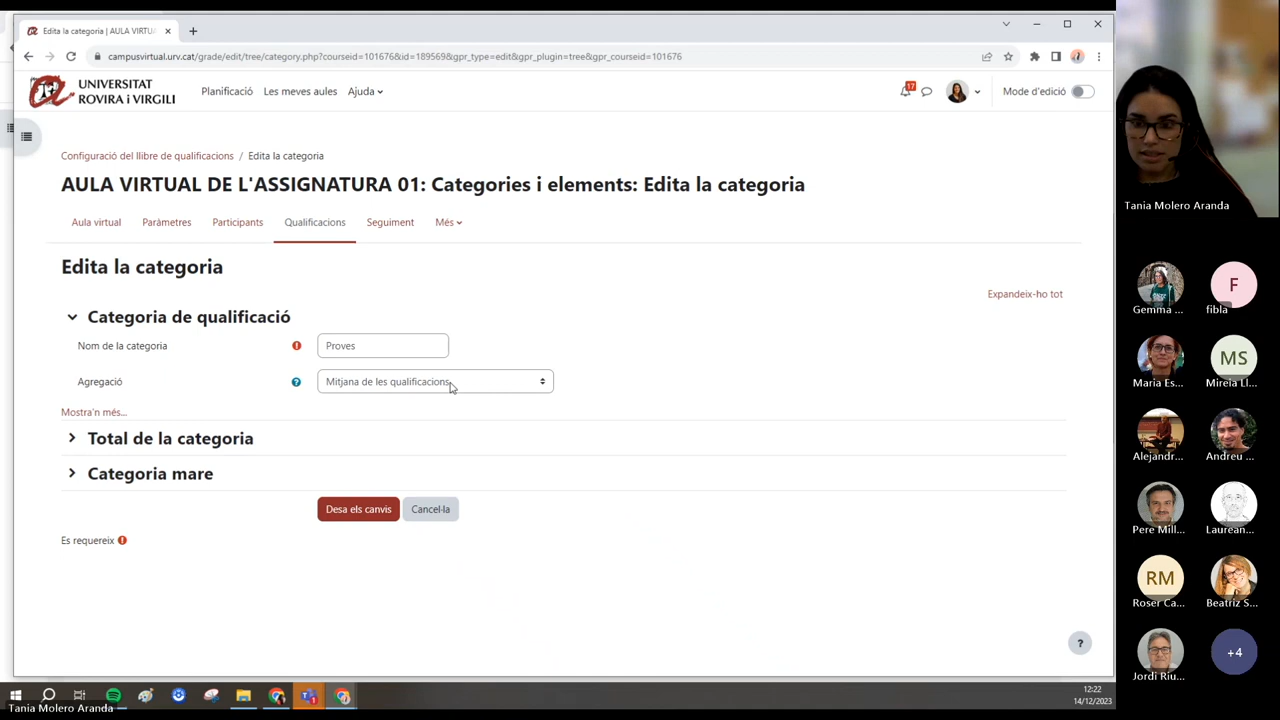 Edita la categoria | AULA VIRTU
campusvirtual.urv.cat/grade/edit/tree/category.php?courseid=101676&id=189569&gpr_type=edit&gpr_plugin=tree&gpr_courseid=101676
UNIVERSITAT
ROVIRA i VIRGILI
Planificació Les meves aules Ajuda
17
Mode d'edició
Configuració del llibre de qualificacions / Edita la categoria
AULA VIRTUAL DE L'ASSIGNATURA 01: Categories i elements: Edita la categoria
Aula virtual Paràmetres Participants Qualificacions Seguiment Més
Edita la categoria
Expandeix-ho tot
Categoria de qualificació
Nom de la categoria Proves
Agregació ? Mitjana de les qualificacions
Mostra'n més...
Total de la categoria
Categoria mare
Desa els canvis Cancel·la
Es requereix
?
12:22
14/12/2023
Tania Molero Aranda
Tania Molero Aranda
F
Gemma ... fibla
MS
Maria Es... Mireia Ll...
Alejandr... Andreu ...
Pere Mill... Laurean...
RM
Roser Ca... Beatriz S...
+4
Jordi Riu...